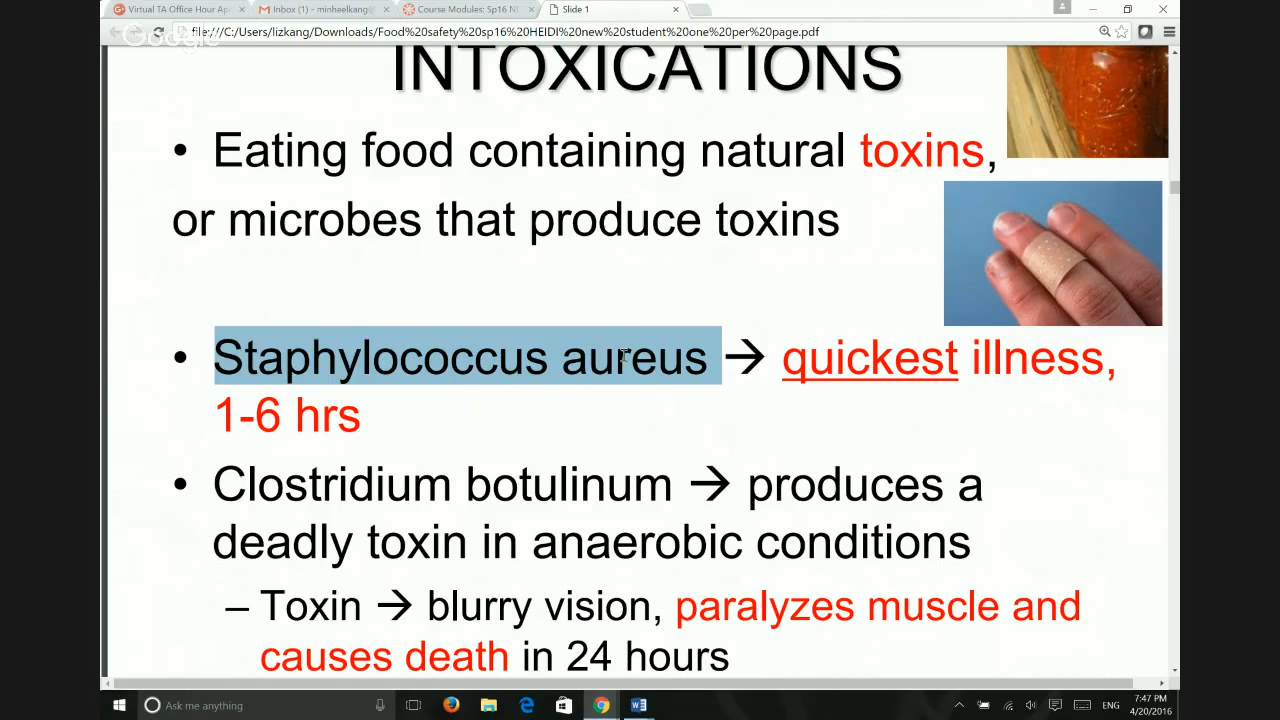 Virtual TA Office Hour Ap
Inbox (1) - minheelkang@
Course Modules: Sp16 N
Slide 1
file:///C:/Users/lizkang/Downloads/Food%20safety%20sp16%20HEIDI%20new%20student%20one%20per%20page.pdf
Google
INTOXICATIONS
• Eating food containing natural toxins,
or microbes that produce toxins
• Staphylococcus aureus → quickest illness,
1-6 hrs
• Clostridium botulinum → produces a
deadly toxin in anaerobic conditions
– Toxin → blurry vision, paralyzes muscle and
causes death in 24 hours
Ask me anything
ENG
7:47 PM
4/20/2016